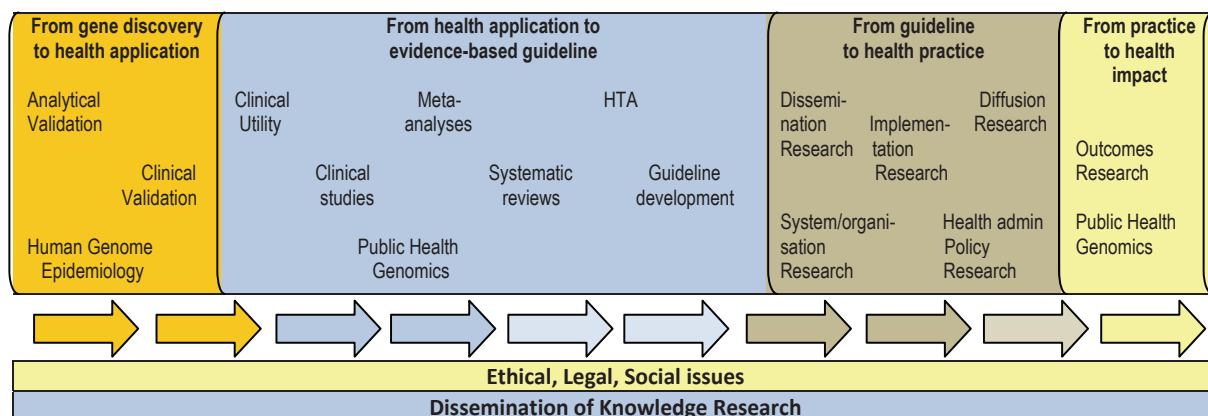 From gene discovery
to health application
Analytical
Validation
Clinical
Validation
Human Genome
Epidemiology
From health application to
evidence-based guideline
Clinical
Utility
Meta-
analyses
HTA
Clinical
studies
Systematic
reviews
Guideline
development
Public Health
Genomics
From guideline
to health practice
Dissemi-
nation
Research
Implemen-
tation
Research
Diffusion
Research
System/organi-
sation
Research
Health admin
Policy
Research
From practice
to health
impact
Outcomes
Research
Public Health
Genomics
Ethical, Legal, Social issues
Dissemination of Knowledge Research